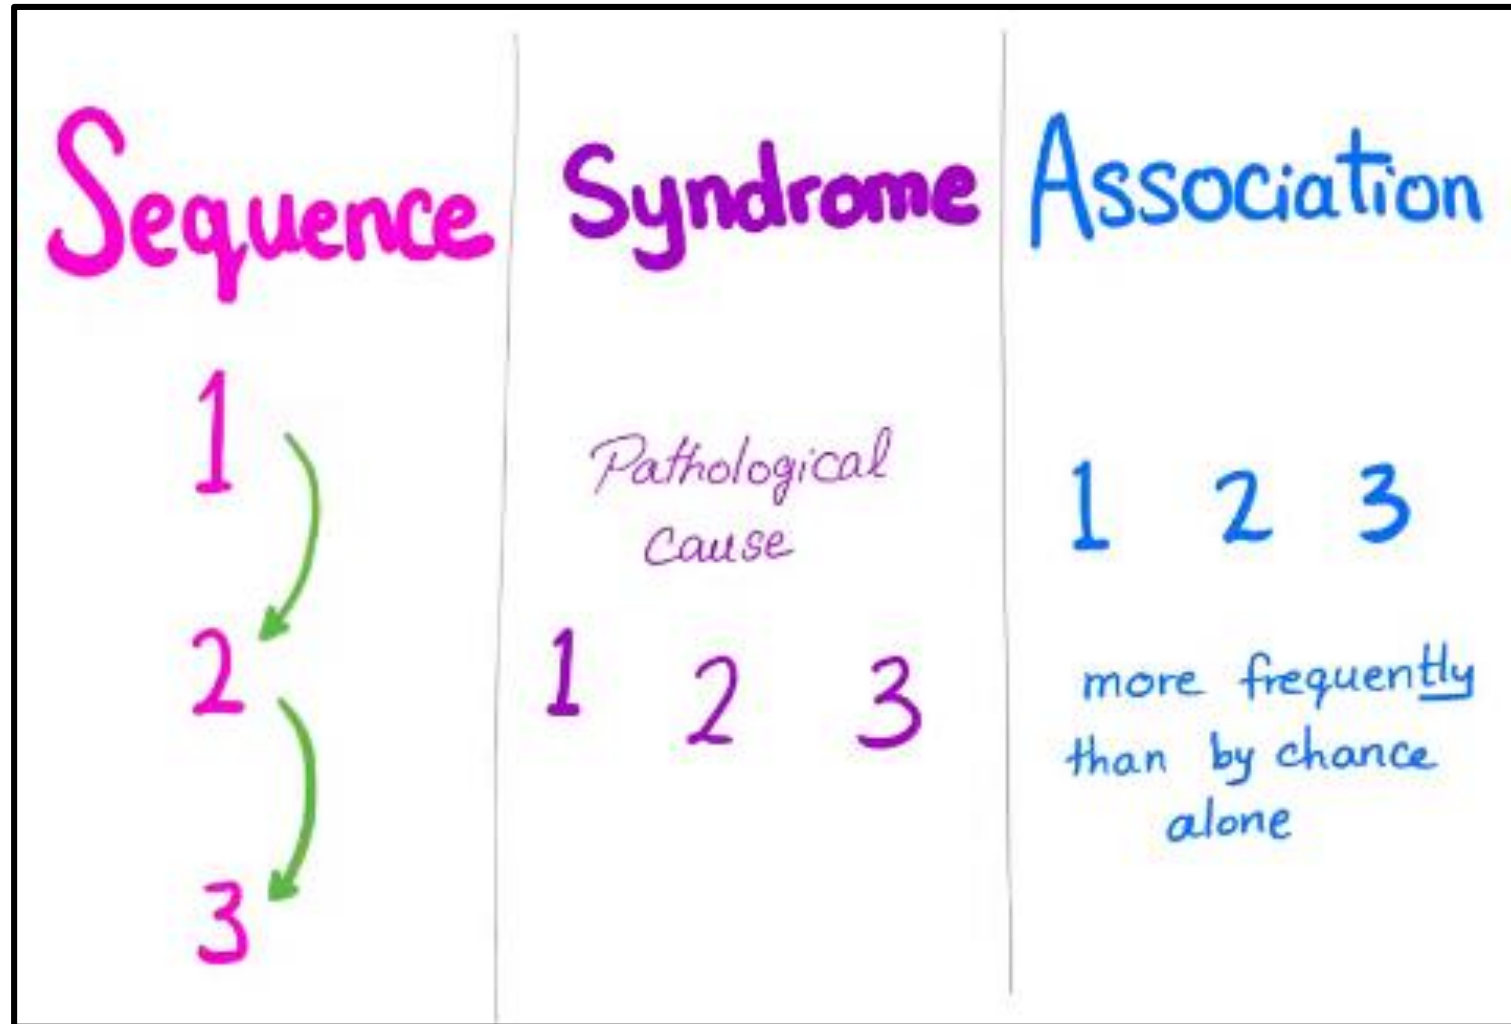 Sequence
1
2
3
Syndrome
Pathological
cause
1 2 3
Association
1 2 3
more frequently
than by chance
alone